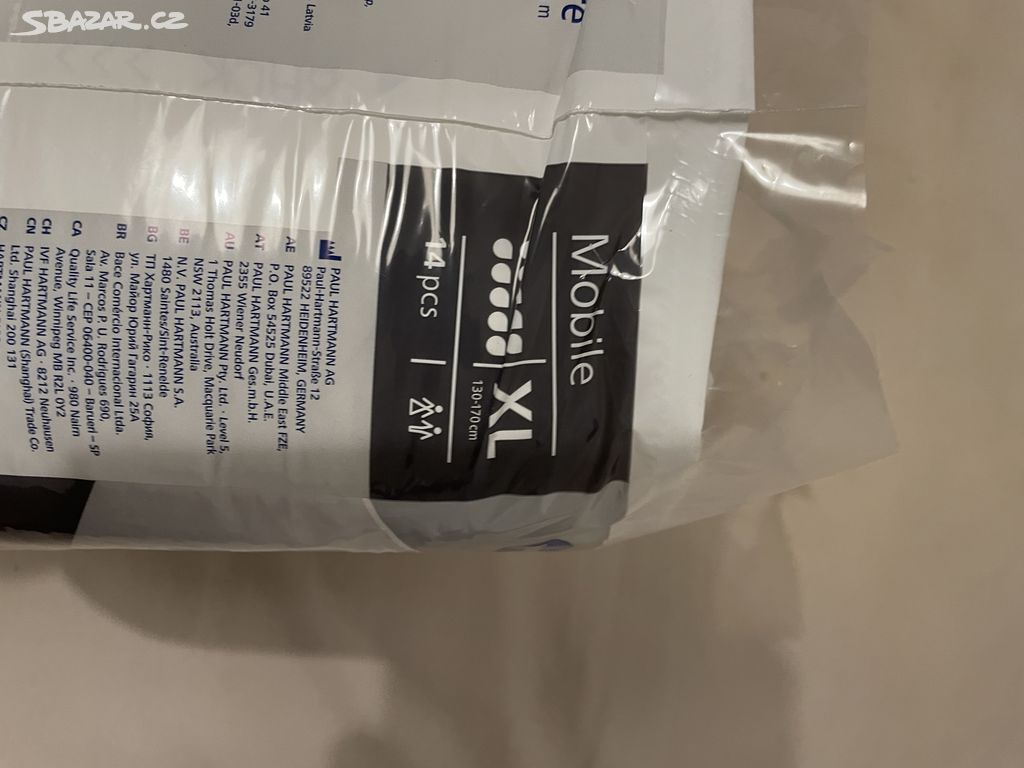 SBAZAR.CZ
Mobile
XL
130-170cm
14 pcs
PAUL HARTMANN AG
Paul-Hartmann-Straße 12
89522 HEIDENHEIM, GERMANY
AE PAUL HARTMANN Middle East FZE,
P.O. Box 54525 Dubai, U.A.E.
AT PAUL HARTMANN Ges.m.b.H.
2355 Wiener Neudorf
AU PAUL HARTMANN Pty. Ltd. · Level 5,
1 Thomas Holt Drive, Macquarie Park
NSW 2113, Australia
BE N.V. PAUL HARTMANN S.A.
14080 Saintes/Sint-Renelde
BG ТП Хартманн-Рико · 1113 София,
ул. Майор Юрий Гагарин 25А
BR Bace Comércio Internacional Ltda.
Av. Marcos P. U. Rodrigues 690,
Sala 11 – CEP 06400-040 – Barueri – SP
CA Quality Life Service Inc. · 980 Nairn
Avenue, Winnipeg MB R2L 0Y2
CH IVF HARTMANN AG · 8212 Neuhausen
CN PAUL HARTMANN (Shanghai) Trade Co.
Ltd. Shanghai 200 131
CZ
Latvia
-3179
-03d,